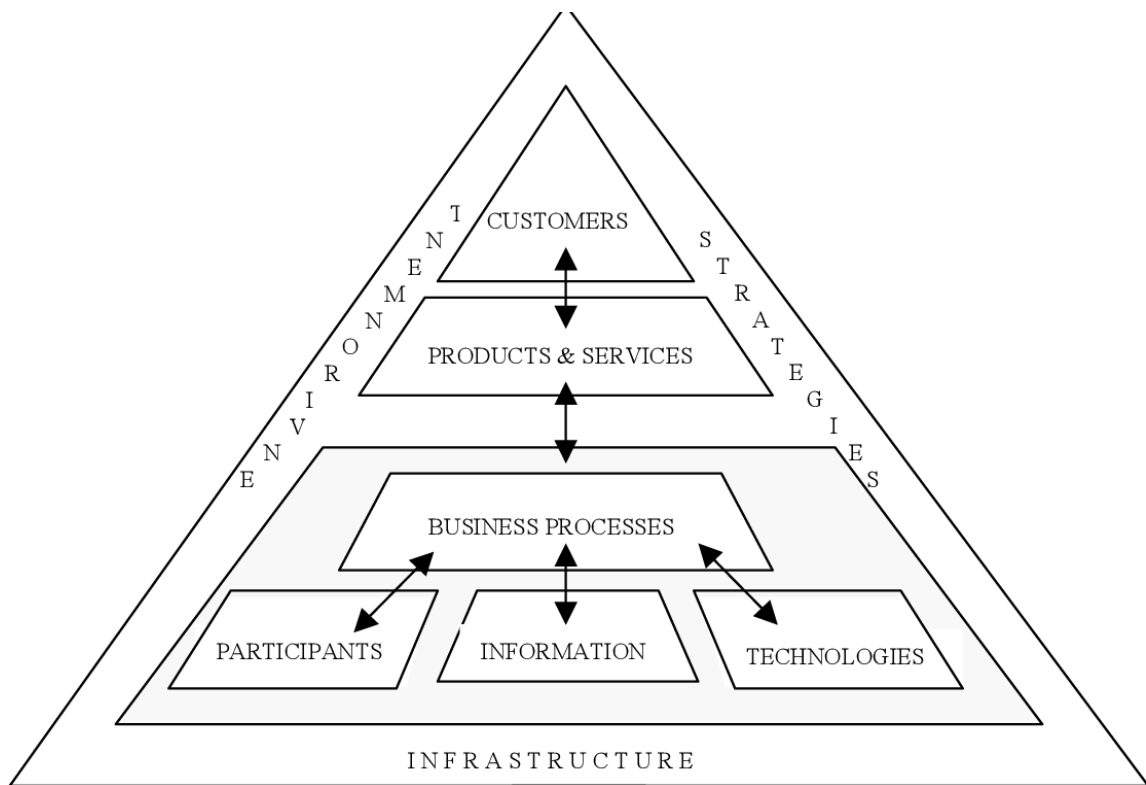 CUSTOMERS
ENVIRONMENT
STRATEGIES
PRODUCTS & SERVICES
BUSINESS PROCESSES
PARTICIPANTS
INFORMATION
TECHNOLOGIES
INFRASTRUCTURE